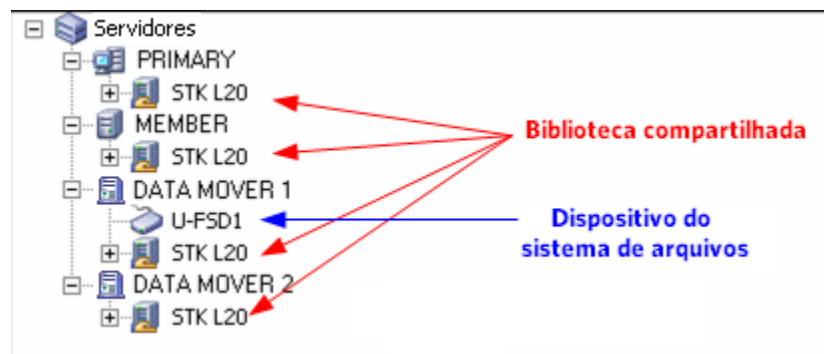 Servidores
PRIMARY
STK L20
MEMBER
STK L20
Biblioteca compartilhada
DATA MOVER 1
U-FSD1
Dispositivo do
sistema de arquivos
STK L20
DATA MOVER 2
STK L20